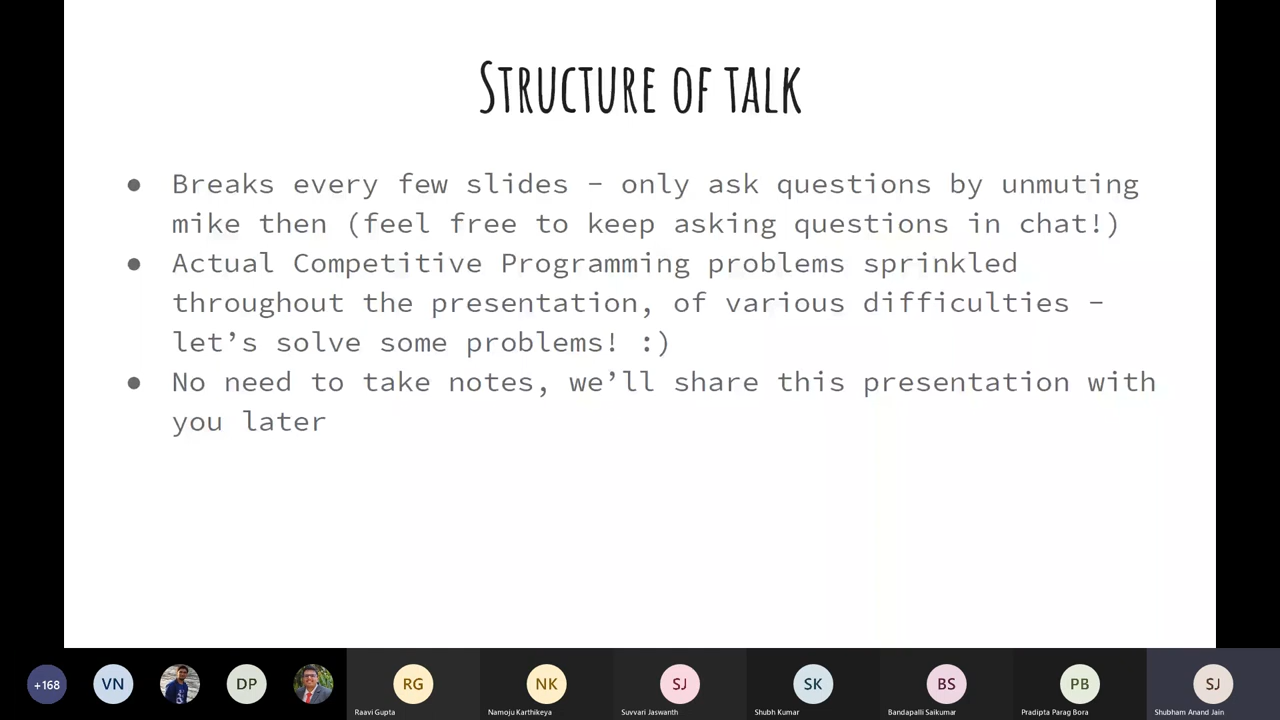 STRUCTURE OF TALK
● Breaks every few slides – only ask questions by unmuting
mike then (feel free to keep asking questions in chat!)
● Actual Competitive Programming problems sprinkled
throughout the presentation, of various difficulties –
let’s solve some problems! :)
● No need to take notes, we’ll share this presentation with
you later
+168 VN DP RG NK SJ SK BS PB SJ
Raavi Gupta Namoju Karthikeya Suvvari Jaswanth Shubh Kumar Bandapalli Saikumar Pradipta Parag Bora Shubham Anand Jain